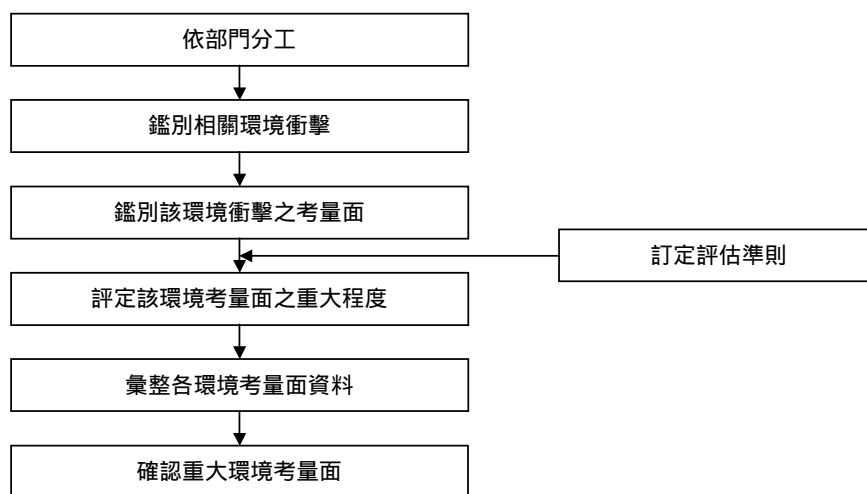 依部門分工
鑑別相關環境衝擊
鑑別該環境衝擊之考量面
訂定評估準則
評定該環境考量面之重大程度
彙整各環境考量面資料
確認重大環境考量面